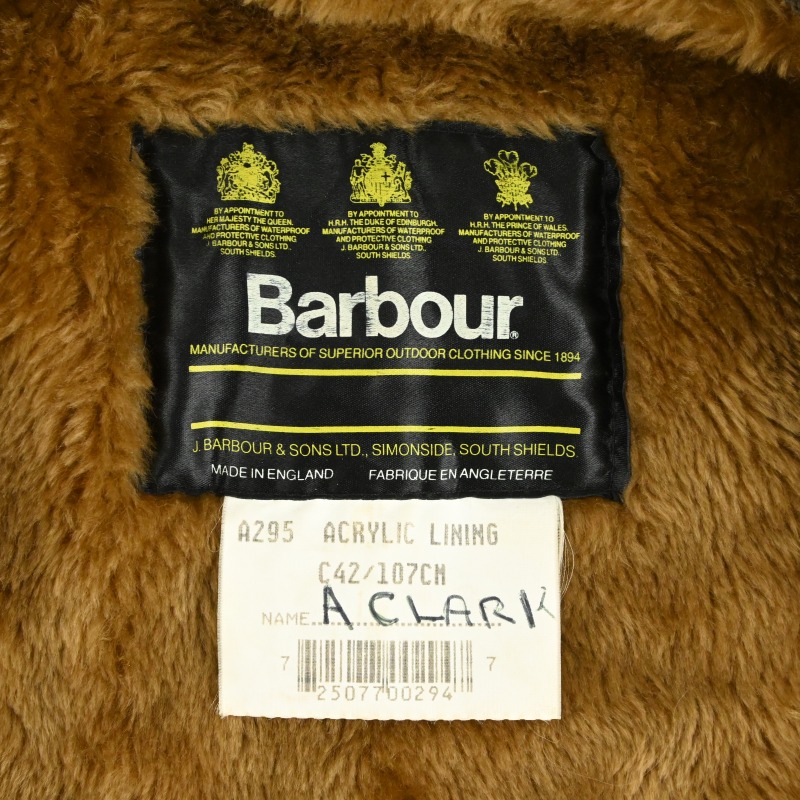 BY APPOINTMENT TO
HER MAJESTY THE QUEEN.
MANUFACTURERS OF WATERPROOF
AND PROTECTIVE CLOTHING
J. BARBOUR & SONS LTD.,
SOUTH SHIELDS.
BY APPOINTMENT TO
H.R.H. THE DUKE OF EDINBURGH.
MANUFACTURERS OF WATERPROOF
AND PROTECTIVE CLOTHING
J. BARBOUR & SONS LTD.,
SOUTH SHIELDS.
BY APPOINTMENT TO
H.R.H. THE PRINCE OF WALES.
MANUFACTURERS OF WATERPROOF
AND PROTECTIVE CLOTHING
J. BARBOUR & SONS LTD.,
SOUTH SHIELDS.
Barbour®
MANUFACTURERS OF SUPERIOR OUTDOOR CLOTHING SINCE 1894
J. BARBOUR & SONS LTD., SIMONSIDE, SOUTH SHIELDS.
MADE IN ENGLAND FABRIQUE EN ANGLETERRE
A295 ACRYLIC LINING
C42/107CM
NAME A CLARK
7 2507700294 7